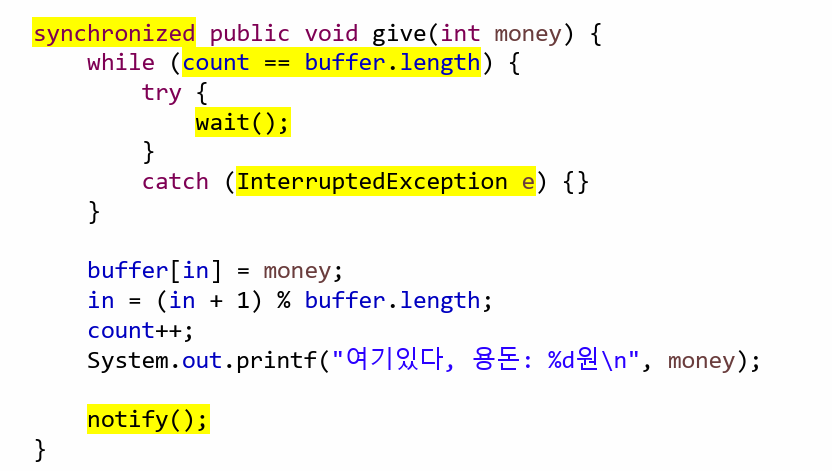 synchronized public void give(int money) {
    while (count == buffer.length) {
        try {
            wait();
        }
        catch (InterruptedException e) {}
    }

    buffer[in] = money;
    in = (in + 1) % buffer.length;
    count++;
    System.out.printf("여기있다, 용돈: %d원\n", money);

    notify();
}